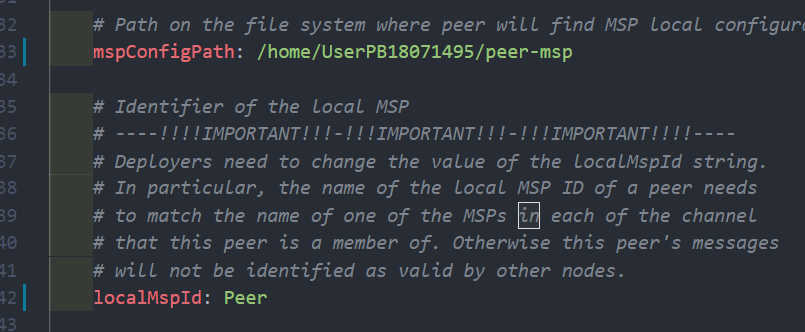 32 # Path on the file system where peer will find MSP local configura
33 mspConfigPath: /home/UserPB18071495/peer-msp
34
35 # Identifier of the local MSP
36 # ----!!!!IMPORTANT!!!-!!!IMPORTANT!!!-!!!IMPORTANT!!!!----
37 # Deployers need to change the value of the localMspId string.
38 # In particular, the name of the local MSP ID of a peer needs
39 # to match the name of one of the MSPs in each of the channel
40 # that this peer is a member of. Otherwise this peer's messages
41 # will not be identified as valid by other nodes.
42 localMspId: Peer
43